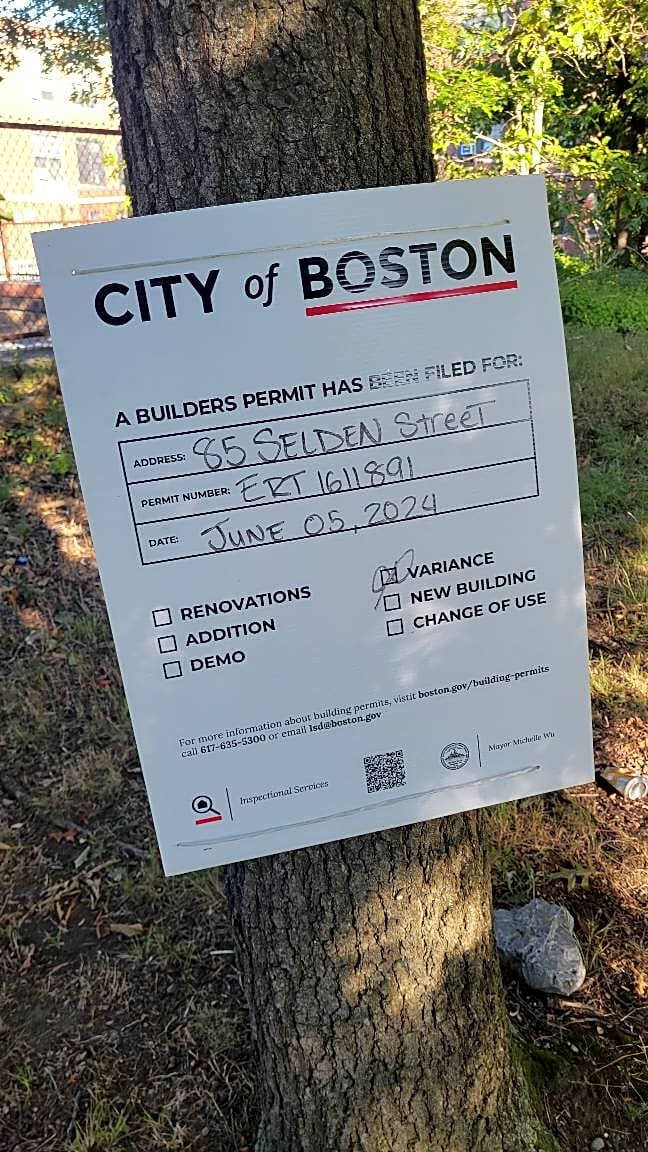 CITY of BOSTON
A BUILDERS PERMIT HAS BEEN FILED FOR:
ADDRESS: 85 SELDEN Street
PERMIT NUMBER: ERT 1611891
DATE: JUNE 05, 2024
RENOVATIONS
ADDITION
DEMO
VARIANCE
NEW BUILDING
CHANGE OF USE
For more information about building permits, vistit boston.gov/building-permits
call 617-635-5300 or email isd@boston.gov
Inspectional Services
Mayor Michelle Wu